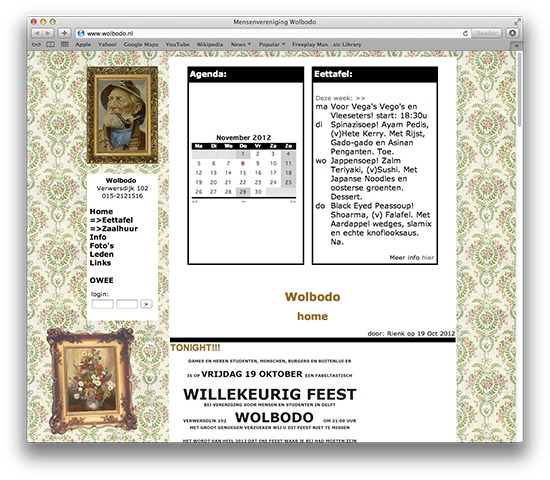 Mensenvereniging Wolbodo
www.wolbodo.nl
Reader
Apple Yahoo! Google Maps YouTube Wikipedia News Popular Freeplay Mus...xic Library
Wolbodo
Verwersdijk 102
015-2121516
Home
=>Eettafel
=>Zaalhuur
Info
Foto's
Leden
Links
OWEE
login:
>
Agenda:
November 2012
Ma Di Wo Do Vr Za Zo
1 2 3 4
5 6 7 8 9 10 11
12 13 14 15 16 17 18
19 20 21 22 23 24 25
26 27 28 29 30
<< >>
Eettafel:
Deze week: >>
ma Voor Vega's Vego's en
Vleeseters! start: 18:30u
di Spinazisoep! Ayam Pedis,
(v)Hete Kerry. Met Rijst,
Gado-gado en Asinan
Penganten. Toe.
wo Jappensoep! Zalm
Teriyaki, (v)Sushi. Met
Japanse Noodles en
oosterse groenten.
Dessert.
do Black Eyed Peassoup!
Shoarma, (v) Falafel. Met
Aardappel wedges, slamix
en echte knoflooksaus.
Na.
Meer info hier
Wolbodo
home
door: Rienk op 19 Oct 2012
TONIGHT!!!
DAMES EN HEREN STUDENTEN, MENSEN, BURGERS EN BUITENLUI ER
IS OP VRIJDAG 19 OKTOBER EEN FABELTASTISCH
WILLEKEURIG FEEST
BIJ VERENIGING VOOR MENSEN EN STUDENTEN IN DELFT
VERWERSDIJK 102 WOLBODO OM 21:00 UUR
MET GROOT GENOEGEN VERZOEKEN WIJ U DIT FEEST NIET TE MISSEN
HET WORDT VAN HEEL 2012 DAT ENE FEEST WAAR JE BIJ HAD MOETEN ZIJN